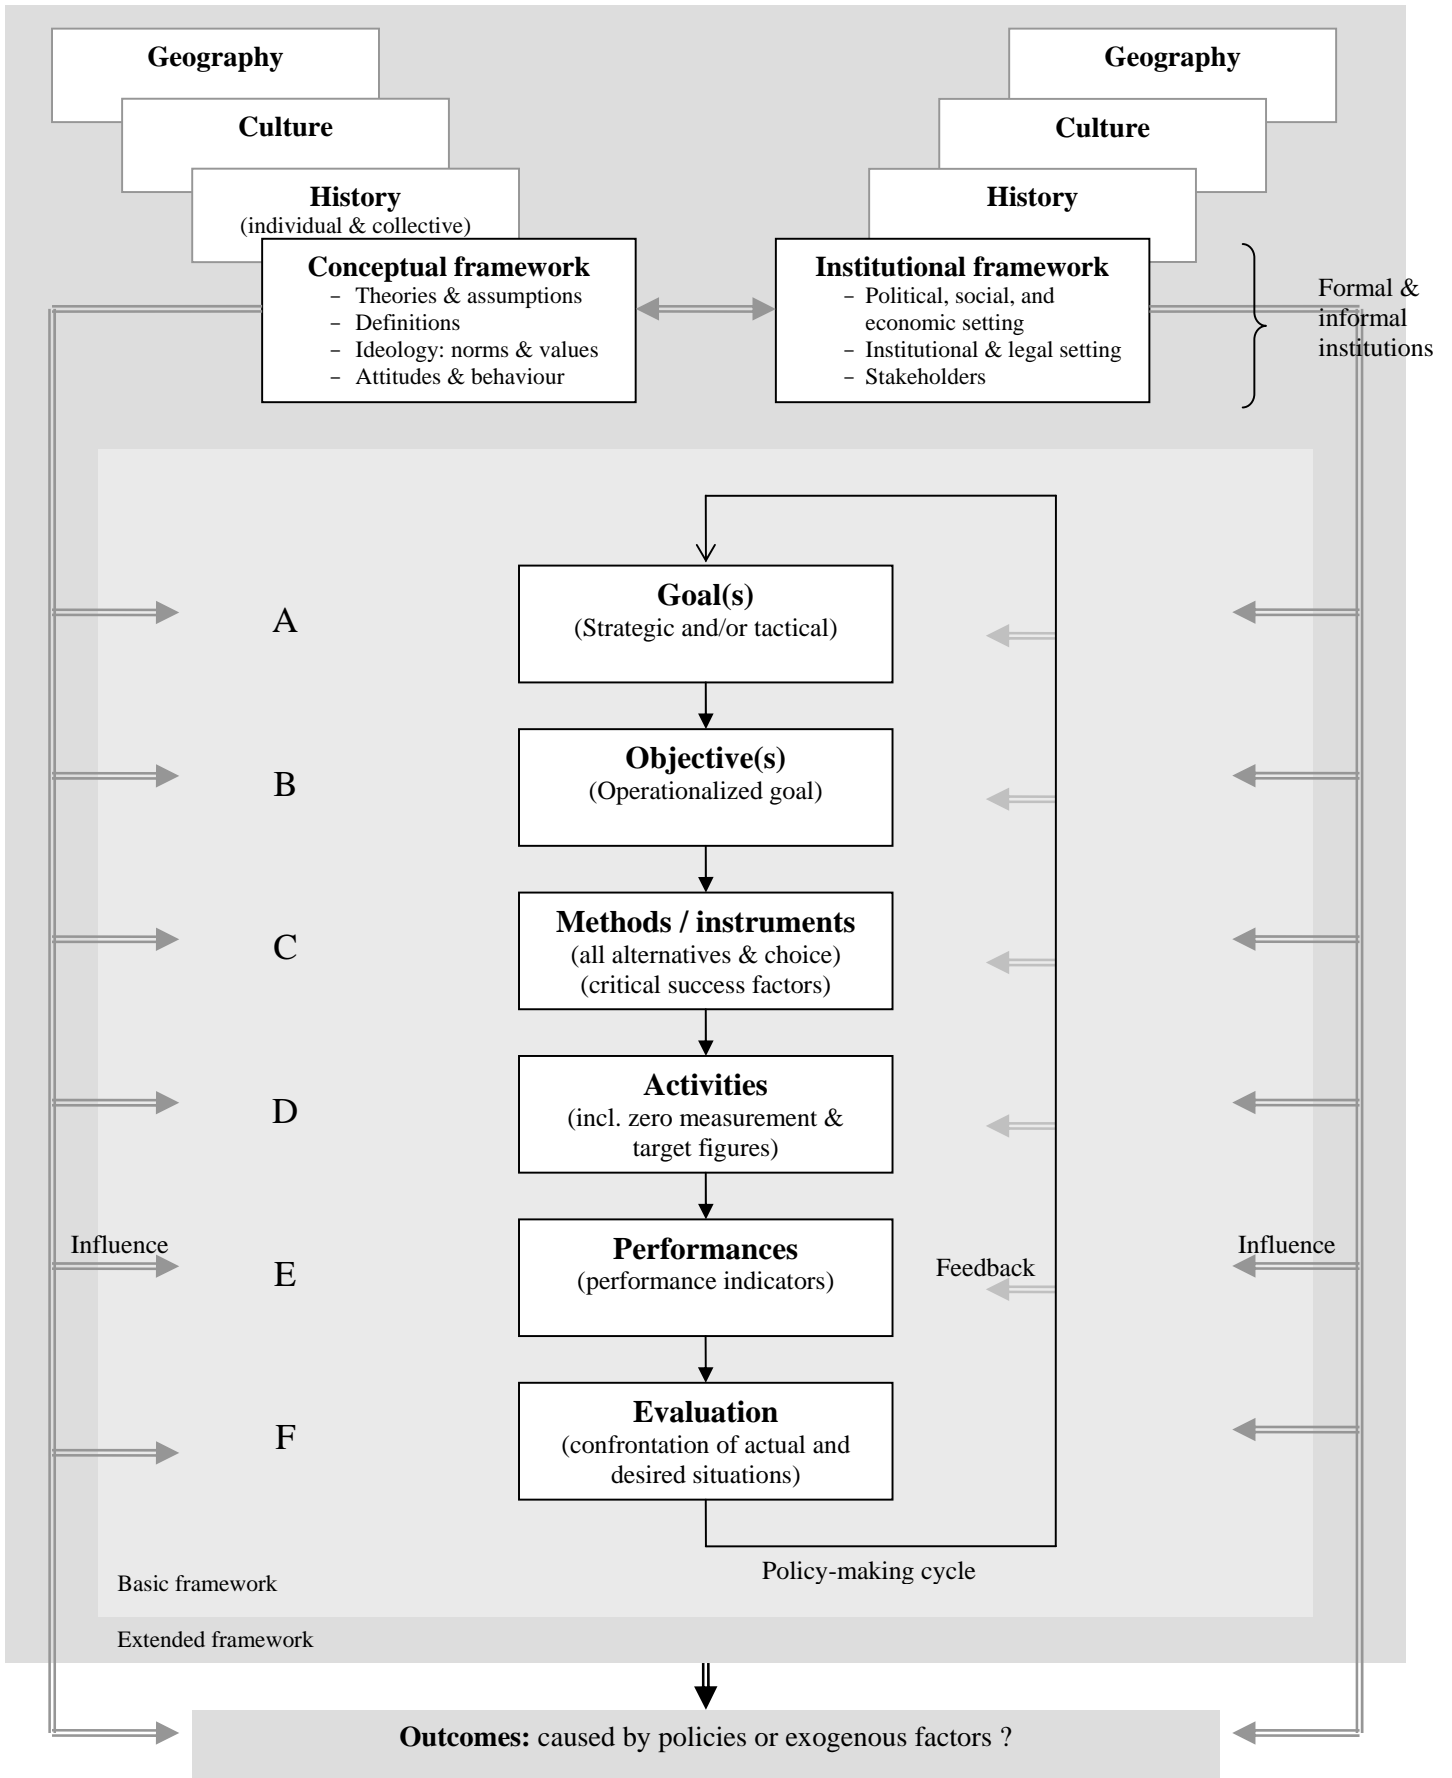 Geography
Geography
Culture
Culture
History
(individual & collective)
History
Conceptual framework
– Theories & assumptions
– Definitions
– Ideology: norms & values
– Attitudes & behaviour
Institutional framework
– Political, social, and
economic setting
– Institutional & legal setting
– Stakeholders
Formal &
informal
institutions
A
Goal(s)
(Strategic and/or tactical)
B
Objective(s)
(Operationalized goal)
C
Methods / instruments
(all alternatives & choice)
(critical success factors)
D
Activities
(incl. zero measurement &
target figures)
Influence
E
Performances
(performance indicators)
Feedback
Influence
F
Evaluation
(confrontation of actual and
desired situations)
Policy-making cycle
Basic framework
Extended framework
Outcomes: caused by policies or exogenous factors ?